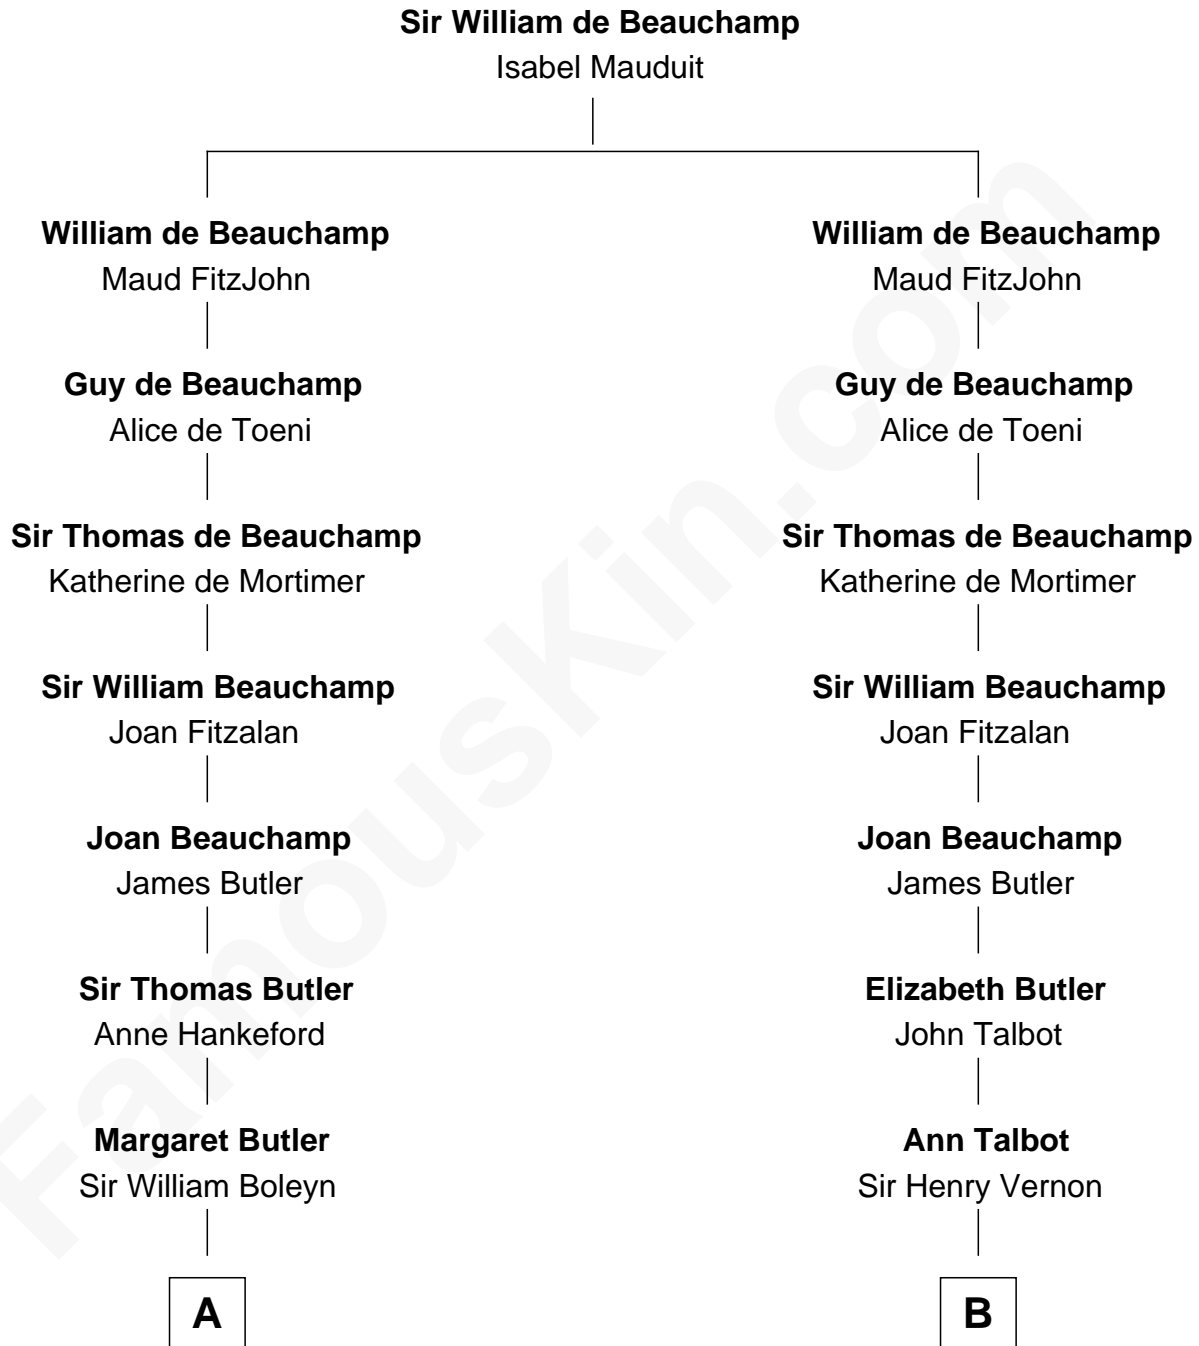 Sir William de Beauchamp
Isabel Mauduit
William de Beauchamp
Maud FitzJohn
Guy de Beauchamp
Alice de Toeni
Sir Thomas de Beauchamp
Katherine de Mortimer
Sir William Beauchamp
Joan Fitzalan
Joan Beauchamp
James Butler
Sir Thomas Butler
Anne Hankeford
Margaret Butler
Sir William Boleyn
A
William de Beauchamp
Maud FitzJohn
Guy de Beauchamp
Alice de Toeni
Sir Thomas de Beauchamp
Katherine de Mortimer
Sir William Beauchamp
Joan Fitzalan
Joan Beauchamp
James Butler
Elizabeth Butler
John Talbot
Ann Talbot
Sir Henry Vernon
B
FamousKin.com